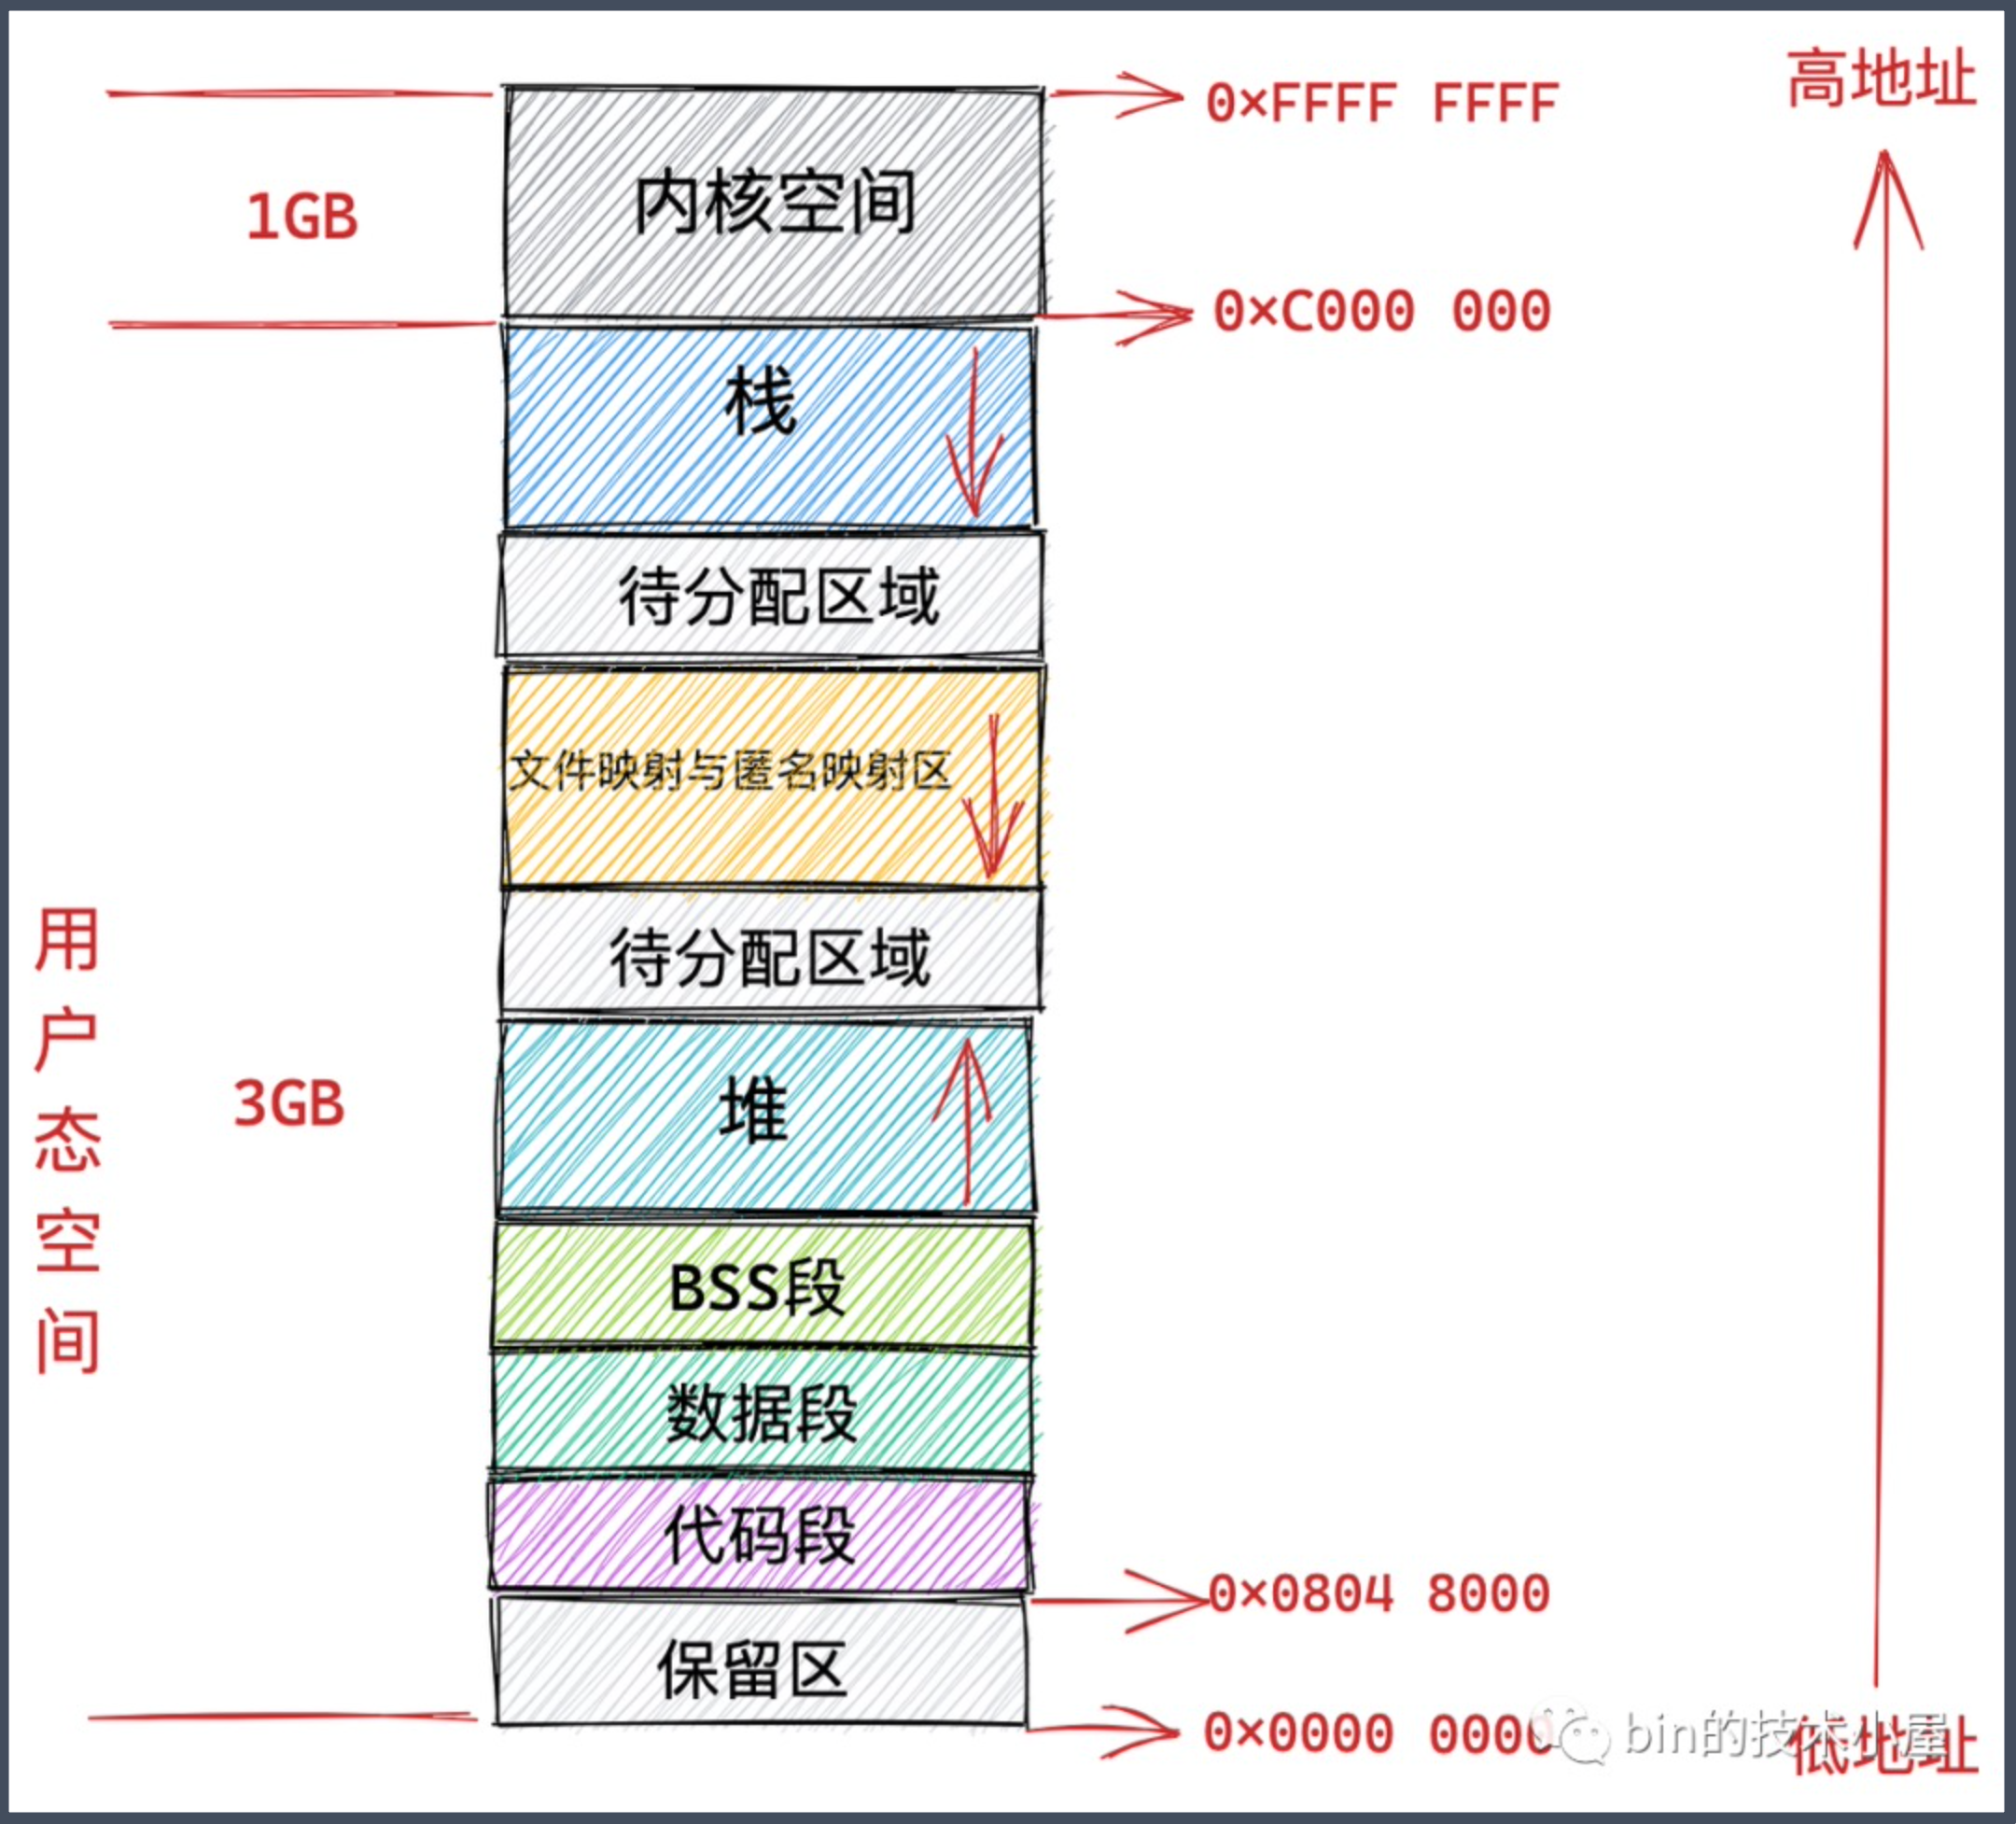 高地址
0×FFFF FFFF
内核空间
1GB
0×C000 000
栈
待分配区域
文件映射与匿名映射区
待分配区域
用户态空间
3GB
堆
BSS段
数据段
代码段
0×0804 8000
保留区
0×0000 0000
bin的技术小屋
低地址